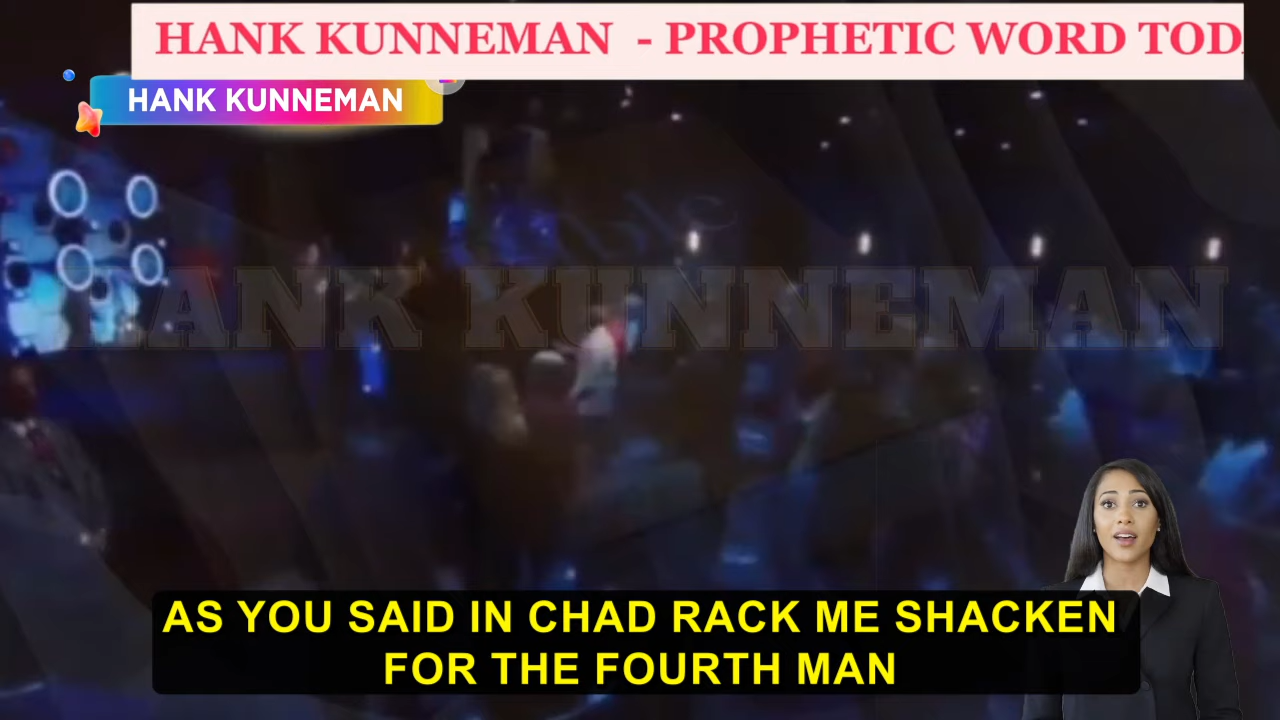 HANK KUNNEMAN - PROPHETIC WORD TOD
HANK KUNNEMAN
HANK KUNNEMAN
AS YOU SAID IN CHAD RACK ME SHACKEN
FOR THE FOURTH MAN